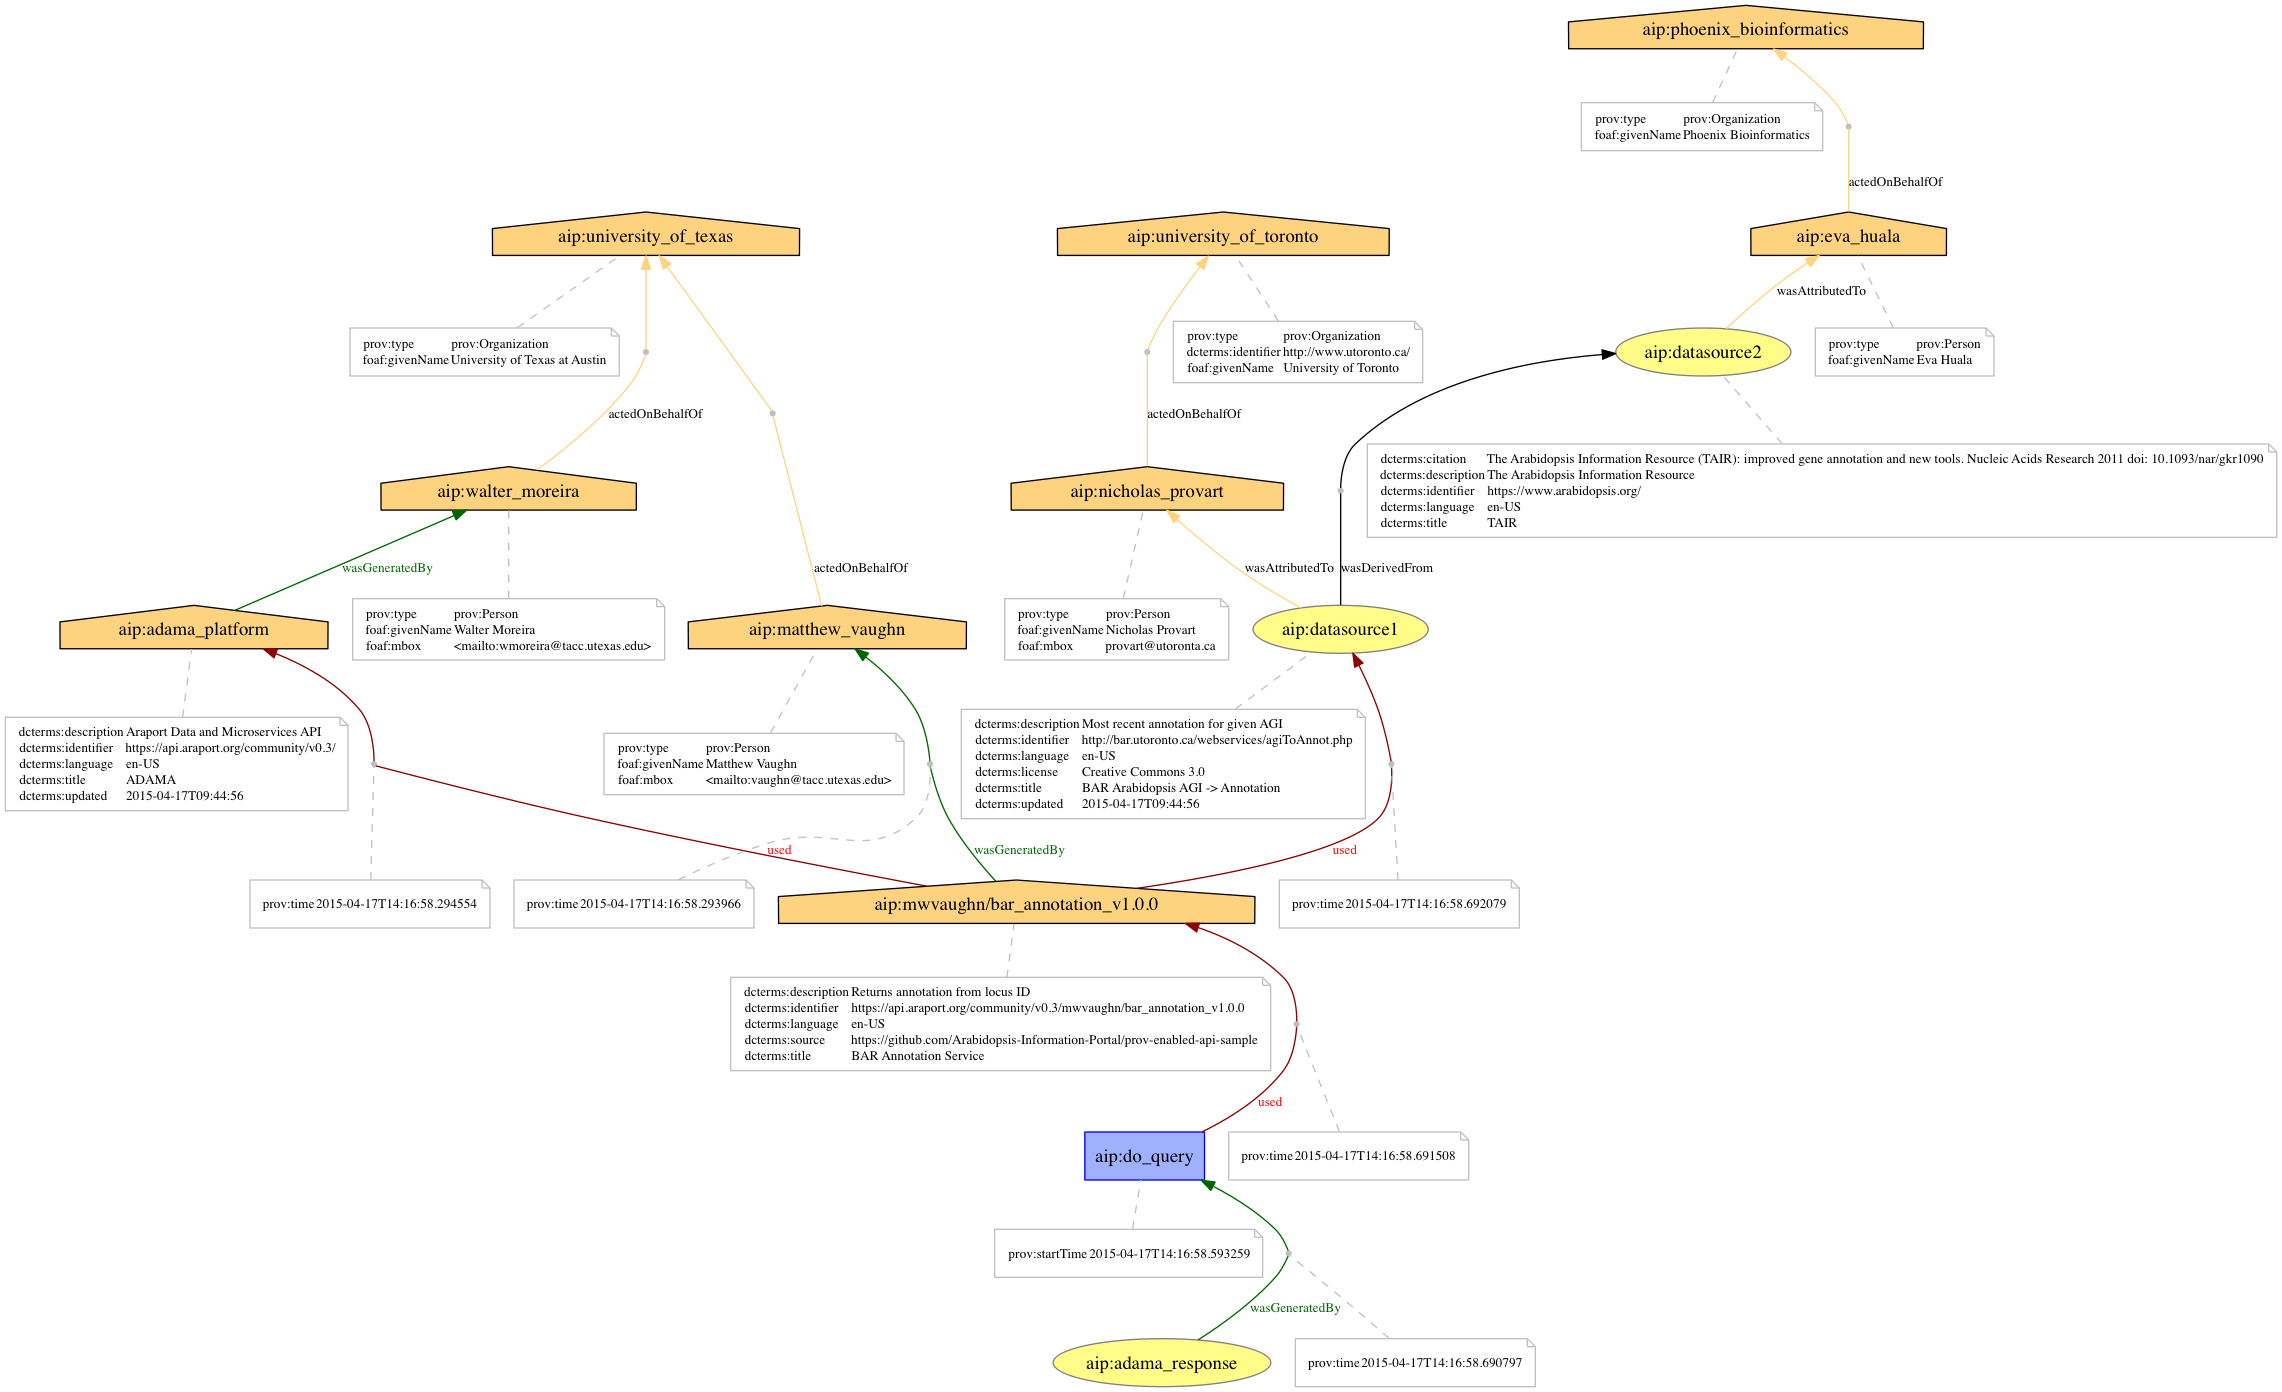 aip:phoenix_bioinformatics
prov:type prov:Organization
foaf:givenName Phoenix Bioinformatics
actedOnBehalfOf
aip:university_of_texas
aip:university_of_toronto
aip:eva_huala
wasAttributedTo
prov:type prov:Organization
foaf:givenName University of Texas at Austin
prov:type prov:Organization
dcterms:identifier http://www.utoronto.ca/
foaf:givenName University of Toronto
aip:datasource2
prov:type prov:Person
foaf:givenName Eva Huala
actedOnBehalfOf
actedOnBehalfOf
dcterms:citation The Arabidopsis Information Resource (TAIR): improved gene annotation and new tools. Nucleic Acids Research 2011 doi: 10.1093/nar/gkr1090
dcterms:description The Arabidopsis Information Resource
dcterms:identifier https://www.arabidopsis.org/
dcterms:language en-US
dcterms:title TAIR
aip:walter_moreira
aip:nicholas_provart
wasGeneratedBy
actedOnBehalfOf
wasAttributedTo
wasDerivedFrom
aip:adama_platform
prov:type prov:Person
foaf:givenName Walter Moreira
foaf:mbox <mailto:wmoreira@tacc.utexas.edu>
aip:matthew_vaughn
prov:type prov:Person
foaf:givenName Nicholas Provart
foaf:mbox provart@utoronta.ca
aip:datasource1
dcterms:description Araport Data and Microservices API
dcterms:identifier https://api.araport.org/community/v0.3/
dcterms:language en-US
dcterms:title ADAMA
dcterms:updated 2015-04-17T09:44:56
prov:type prov:Person
foaf:givenName Matthew Vaughn
foaf:mbox <mailto:vaughn@tacc.utexas.edu>
dcterms:description Most recent annotation for given AGI
dcterms:identifier http://bar.utoronto.ca/webservices/agiToAnnot.php
dcterms:language en-US
dcterms:license Creative Commons 3.0
dcterms:title BAR Arabidopsis AGI -> Annotation
dcterms:updated 2015-04-17T09:44:56
used
wasGeneratedBy
used
prov:time 2015-04-17T14:16:58.294554
prov:time 2015-04-17T14:16:58.293966
aip:mwvaughn/bar_annotation_v1.0.0
prov:time 2015-04-17T14:16:58.692079
dcterms:description Returns annotation from locus ID
dcterms:identifier https://api.araport.org/community/v0.3/mwvaughn/bar_annotation_v1.0.0
dcterms:language en-US
dcterms:source https://github.com/Arabidopsis-Information-Portal/prov-enabled-api-sample
dcterms:title BAR Annotation Service
used
aip:do_query
prov:time 2015-04-17T14:16:58.691508
prov:startTime 2015-04-17T14:16:58.593259
wasGeneratedBy
aip:adama_response
prov:time 2015-04-17T14:16:58.690797